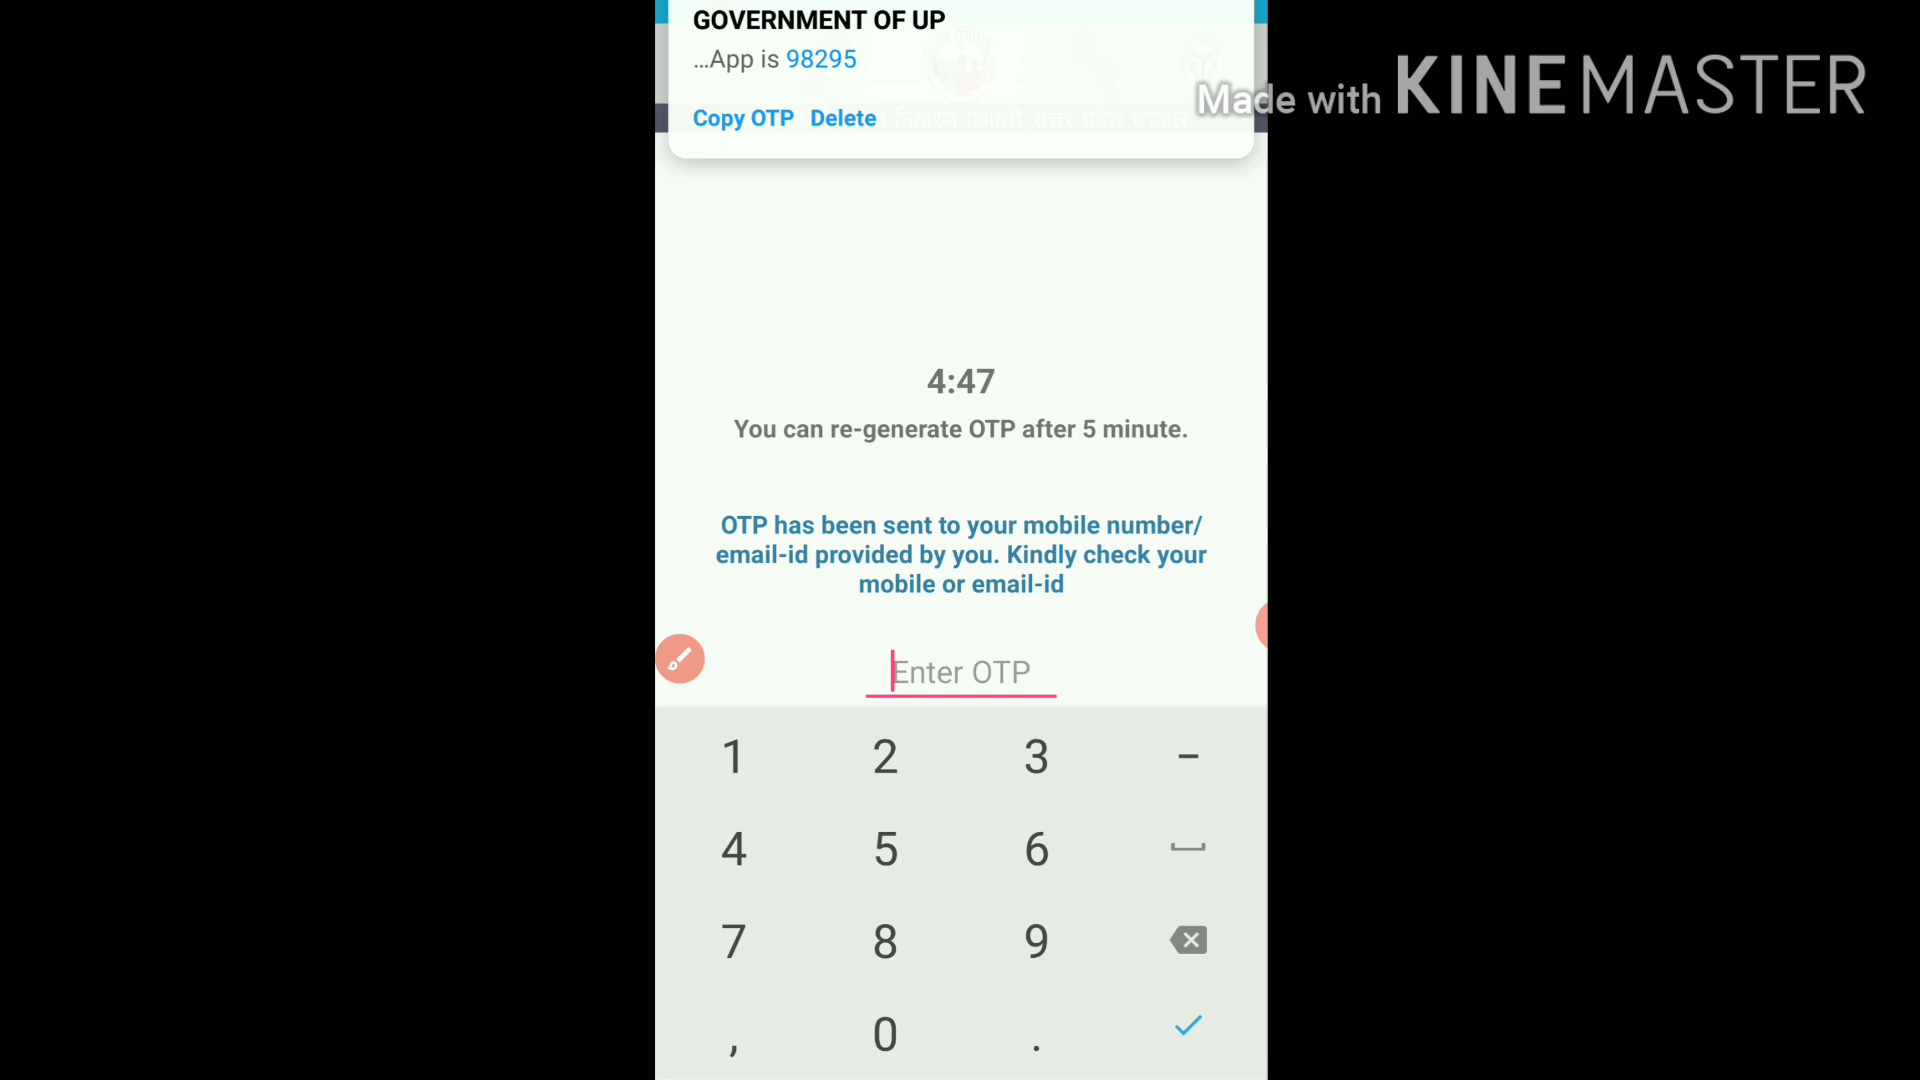 GOVERNMENT OF UP
...App is 98295
Copy OTP Delete
Made with KINEMASTER
4:47
You can re-generate OTP after 5 minute.
OTP has been sent to your mobile number/
email-id provided by you. Kindly check your
mobile or email-id
Enter OTP
1 2 3 -
4 5 6
7 8 9
, 0 .